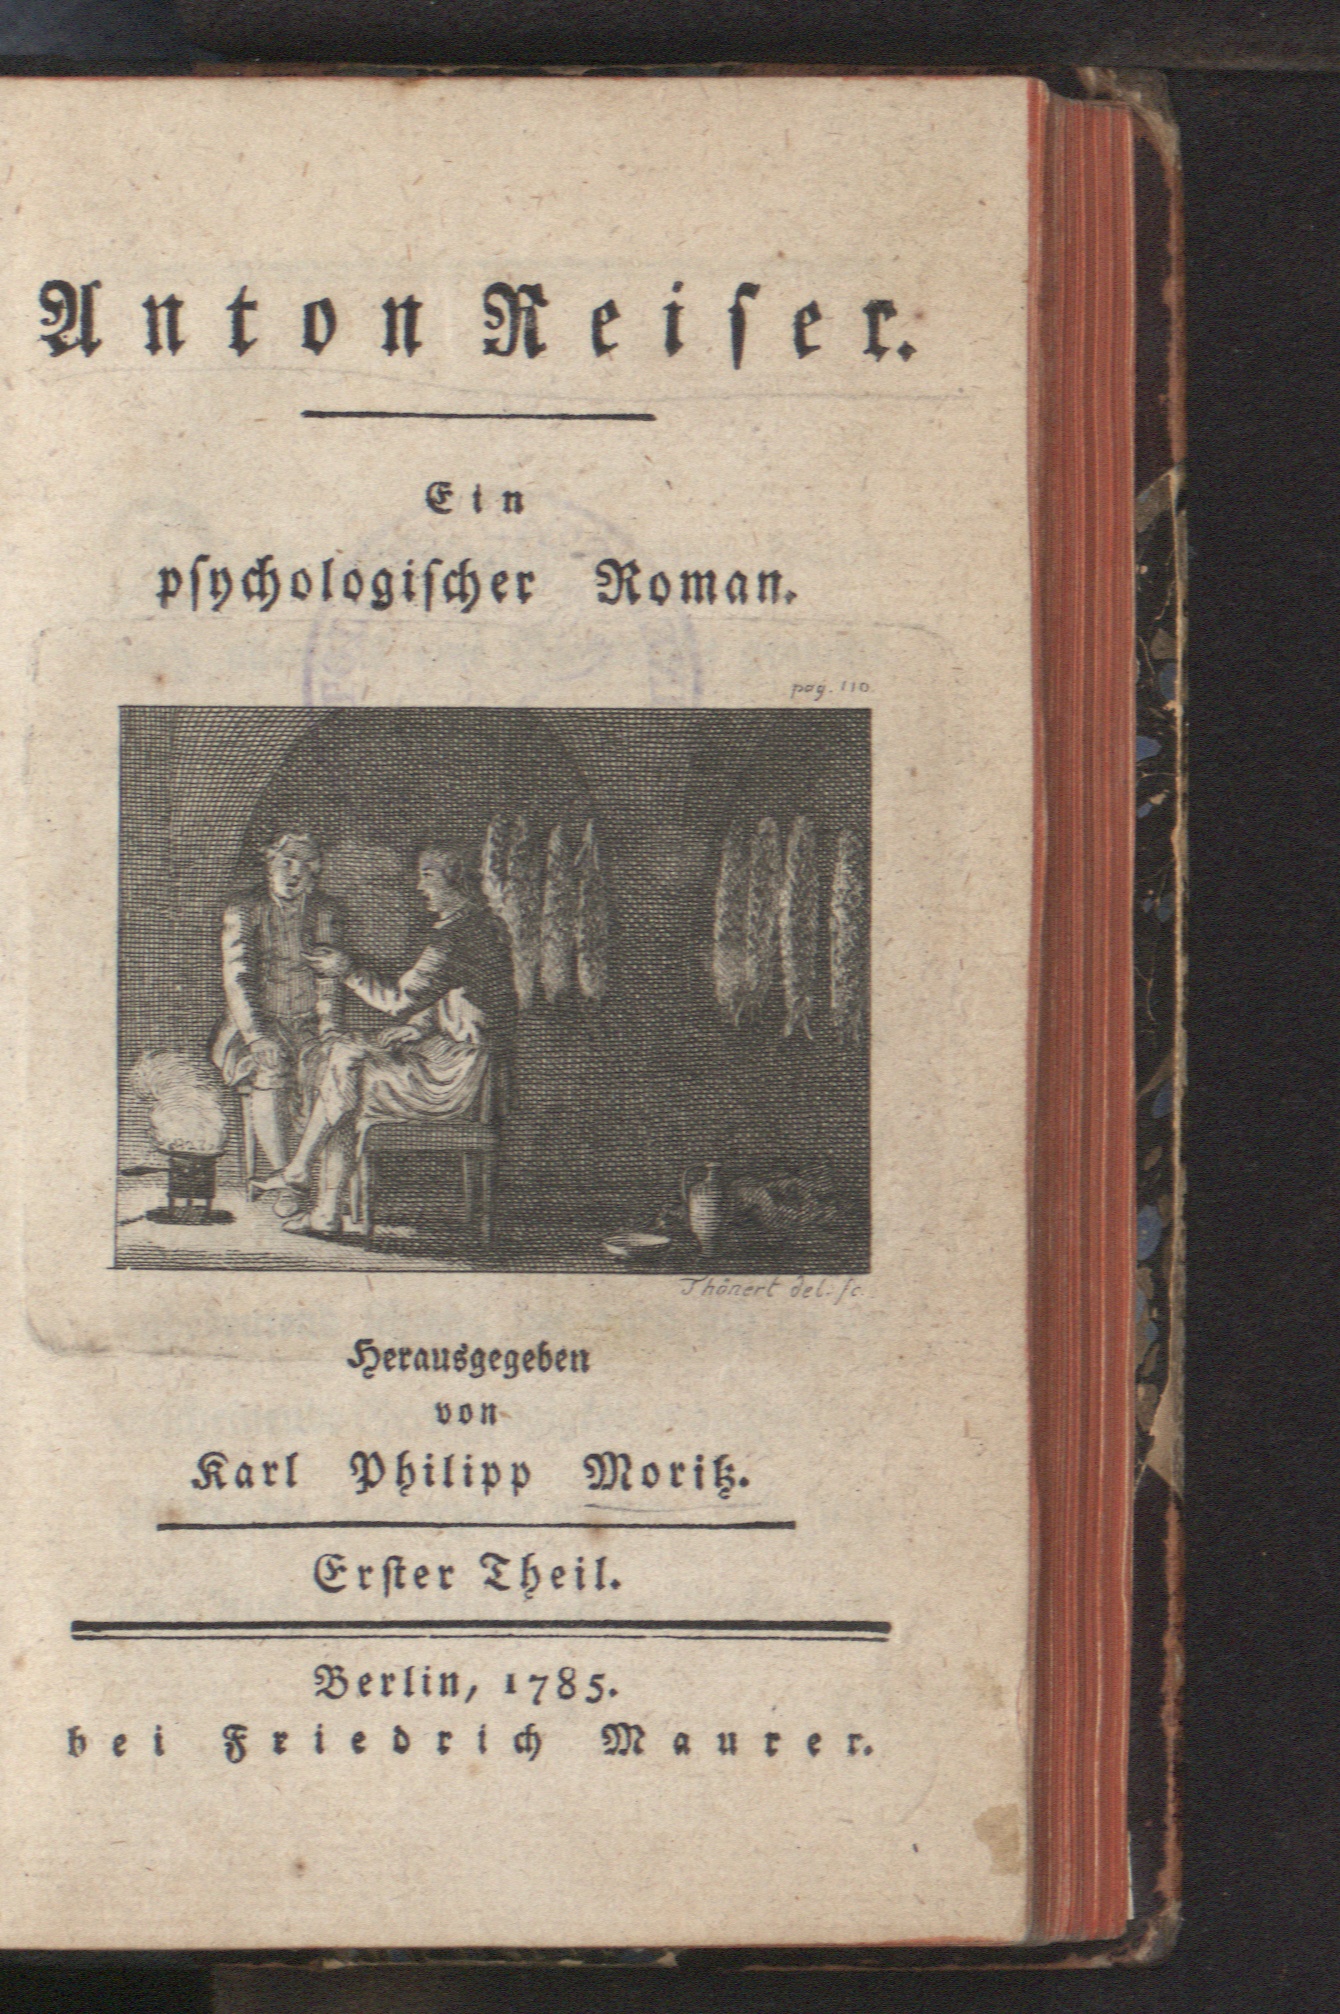 Anton Reiser.
Ein
psychologiſcher Roman.
pag. 110.
Thönert del. ſc.
Herausgegeben
von
Karl Philipp Moritz.
Erſter Theil.
Berlin, 1785.
bei Friedrich Maurer.